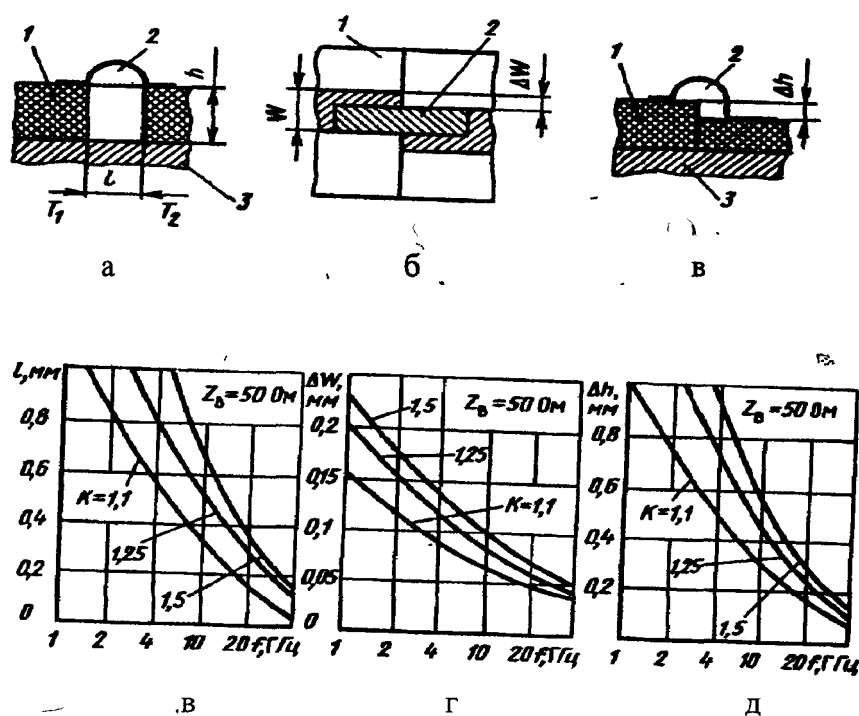 1 2 h
l
T₁ T₂ 3
а
1 2 ΔW
W
б
1 2 Δh
3
в
l, мм
0,8
0,6
0,4
0,2
0
Z_в = 50 Ом
K=1,1
1,25
1,5
1 2 4 10 20 f, ГГц
в
ΔW, мм
0,2
0,15
0,1
0,05
0
Z_в = 50 Ом
1,5
1,25
K=1,1
1 2 4 10 20 f, ГГц
г
Δh, мм
0,8
0,6
0,4
0,2
Z_в = 50 Ом
K=1,1
1,25
1,5
1 2 4 10 20 f, ГГц
д